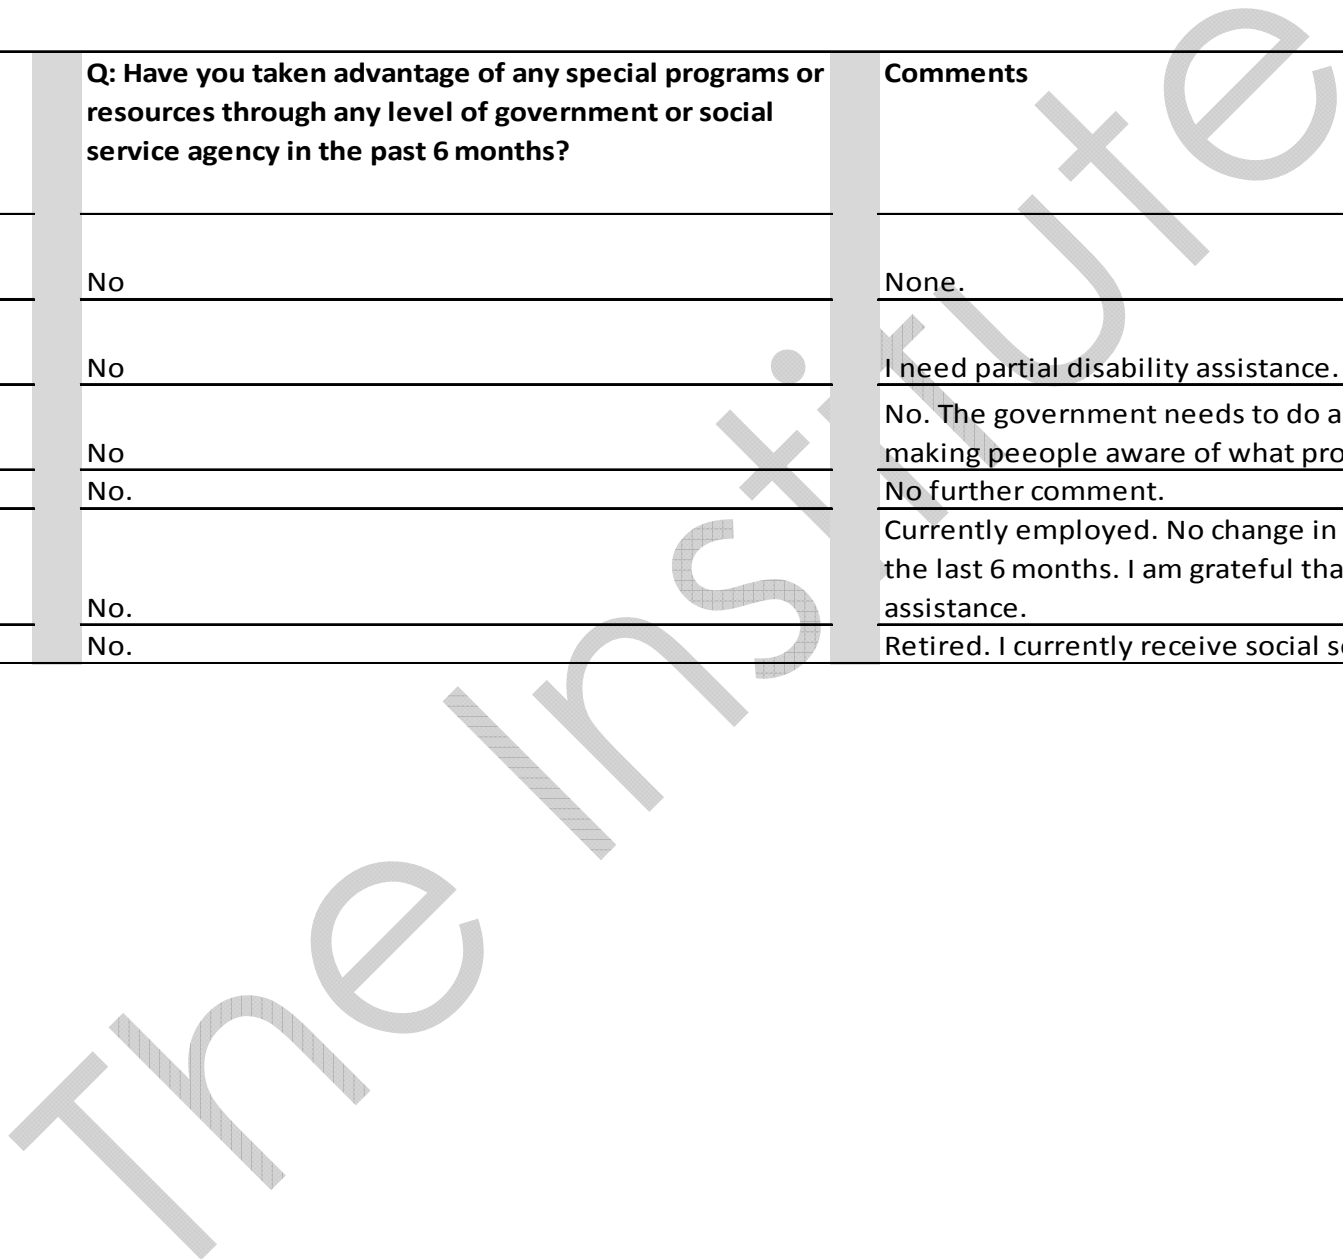 Q: Have you taken advantage of any special programs or
resources through any level of government or social
service agency in the past 6 months?
Comments
No
None.
No
I need partial disability assistance.
No. The government needs to do a
No
making peeople aware of what pro
No.
No further comment.
Currently employed. No change in
the last 6 months. I am grateful tha
No.
assistance.
No.
Retired. I currently receive social s
The Institute